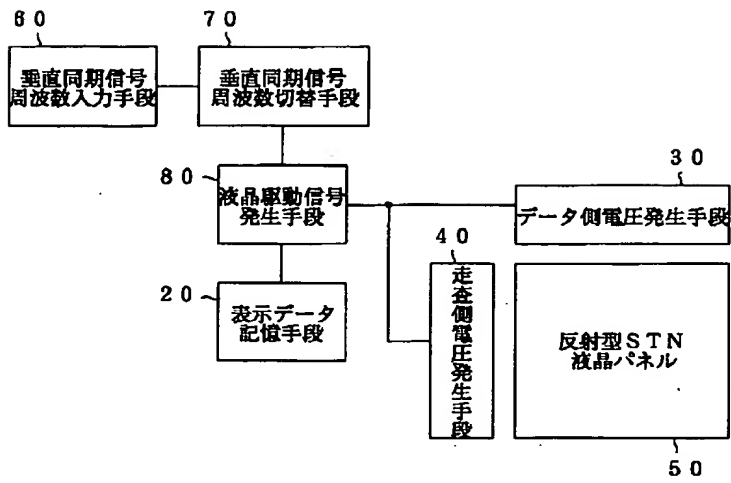 60
70
垂直同期信号
周波数入力手段
垂直同期信号
周波数切替手段
80
液晶駆動信号
発生手段
30
データ側電圧発生手段
40
走査側電圧発生手段
20
表示データ
記憶手段
反射型STN
液晶パネル
50